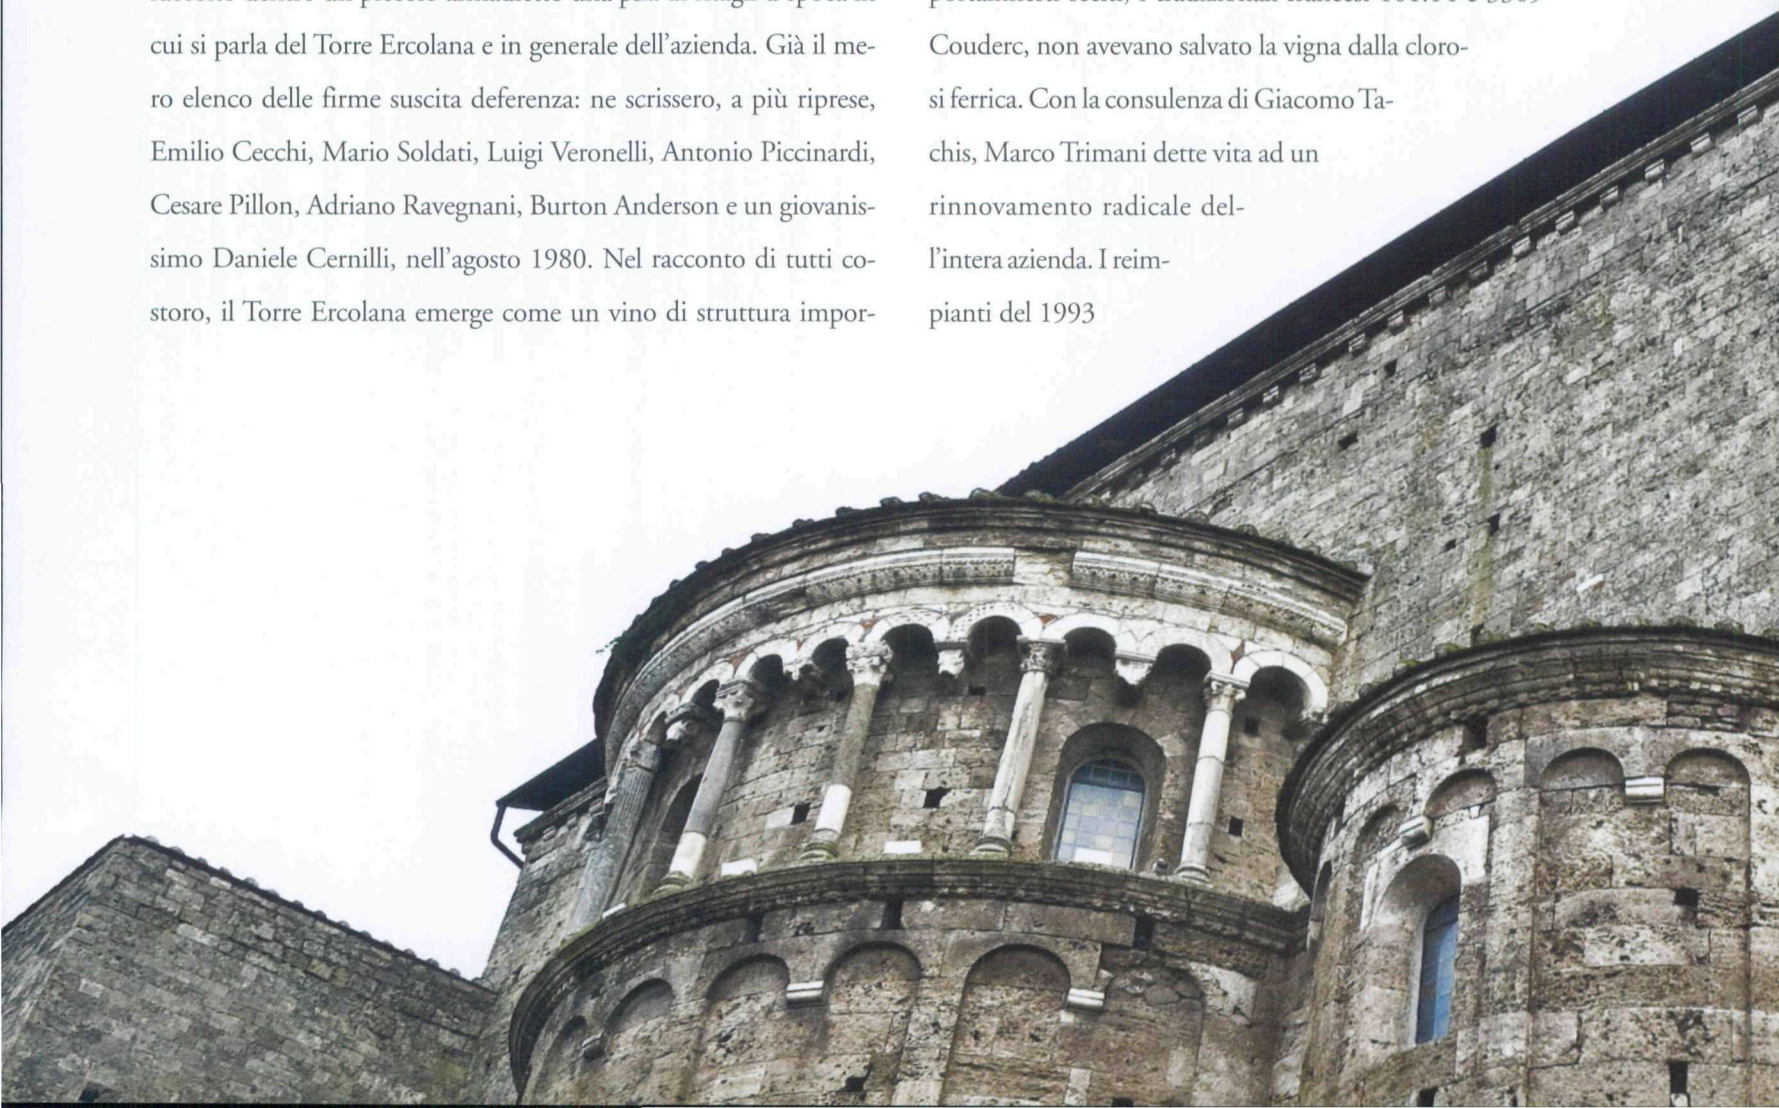 cui si parla del Torre Ercolana e in generale dell'azienda. Già il me-
ro elenco delle firme suscita deferenza: ne scrissero, a più riprese,
Emilio Cecchi, Mario Soldati, Luigi Veronelli, Antonio Piccinardi,
Cesare Pillon, Adriano Ravegnani, Burton Anderson e un giovanis-
simo Daniele Cernilli, nell'agosto 1980. Nel racconto di tutti co-
storo, il Torre Ercolana emerge come un vino di struttura impor-
Couderc, non avevano salvato la vigna dalla cloro-
si ferrica. Con la consulenza di Giacomo Ta-
chis, Marco Trimani dette vita ad un
rinnovamento radicale del-
l'intera azienda. I reim-
pianti del 1993